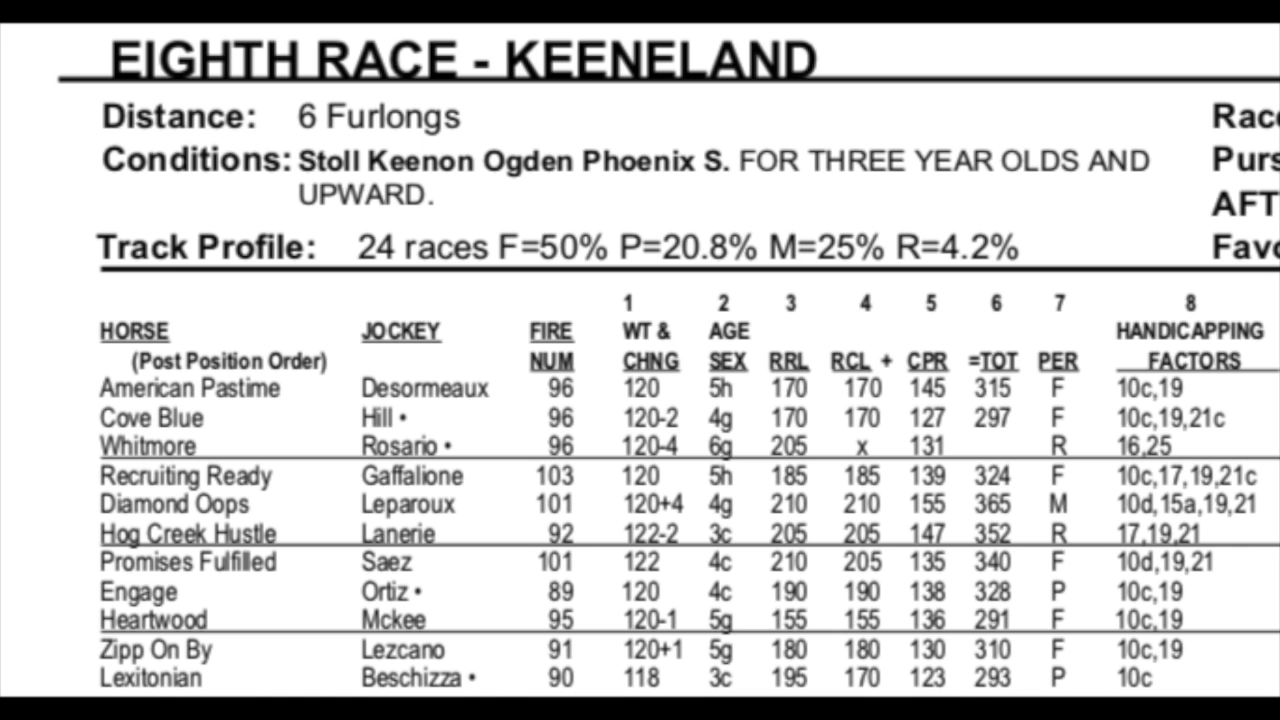 EIGHTH RACE - KEENELAND
Distance: 6 Furlongs Race
Conditions: Stoll Keenon Ogden Phoenix S. FOR THREE YEAR OLDS AND Purs
UPWARD.
AFT
Track Profile: 24 races F=50% P=20.8% M=25% R=4.2% Favo
1 2 3 4 5 6 7 8
HORSE JOCKEY FIRE WT & AGE HANDICAPPING
(Post Position Order) NUM CHNG SEX RRL RCL + CPR =TOT PER FACTORS
American Pastime Desormeaux 96 120 5h 170 170 145 315 F 10c,19
Cove Blue Hill • 96 120-2 4g 170 170 127 297 F 10c,19,21c
Whitmore Rosario • 96 120-4 6g 205 x 131 R 16,25
Recruiting Ready Gaffalione 103 120 5h 185 185 139 324 F 10c,17,19,21c
Diamond Oops Leparoux 101 120+4 4g 210 210 155 365 M 10d,15a,19,21
Hog Creek Hustle Lanerie 92 122-2 3c 205 205 147 352 R 17,19,21
Promises Fulfilled Saez 101 122 4c 210 205 135 340 F 10d,19,21
Engage Ortiz • 89 120 4c 190 190 138 328 P 10c,19
Heartwood Mckee 95 120-1 5g 155 155 136 291 F 10c,19
Zipp On By Lezcano 91 120+1 5g 180 180 130 310 F 10c,19
Lexitonian Beschizza • 90 118 3c 195 170 123 293 P 10c